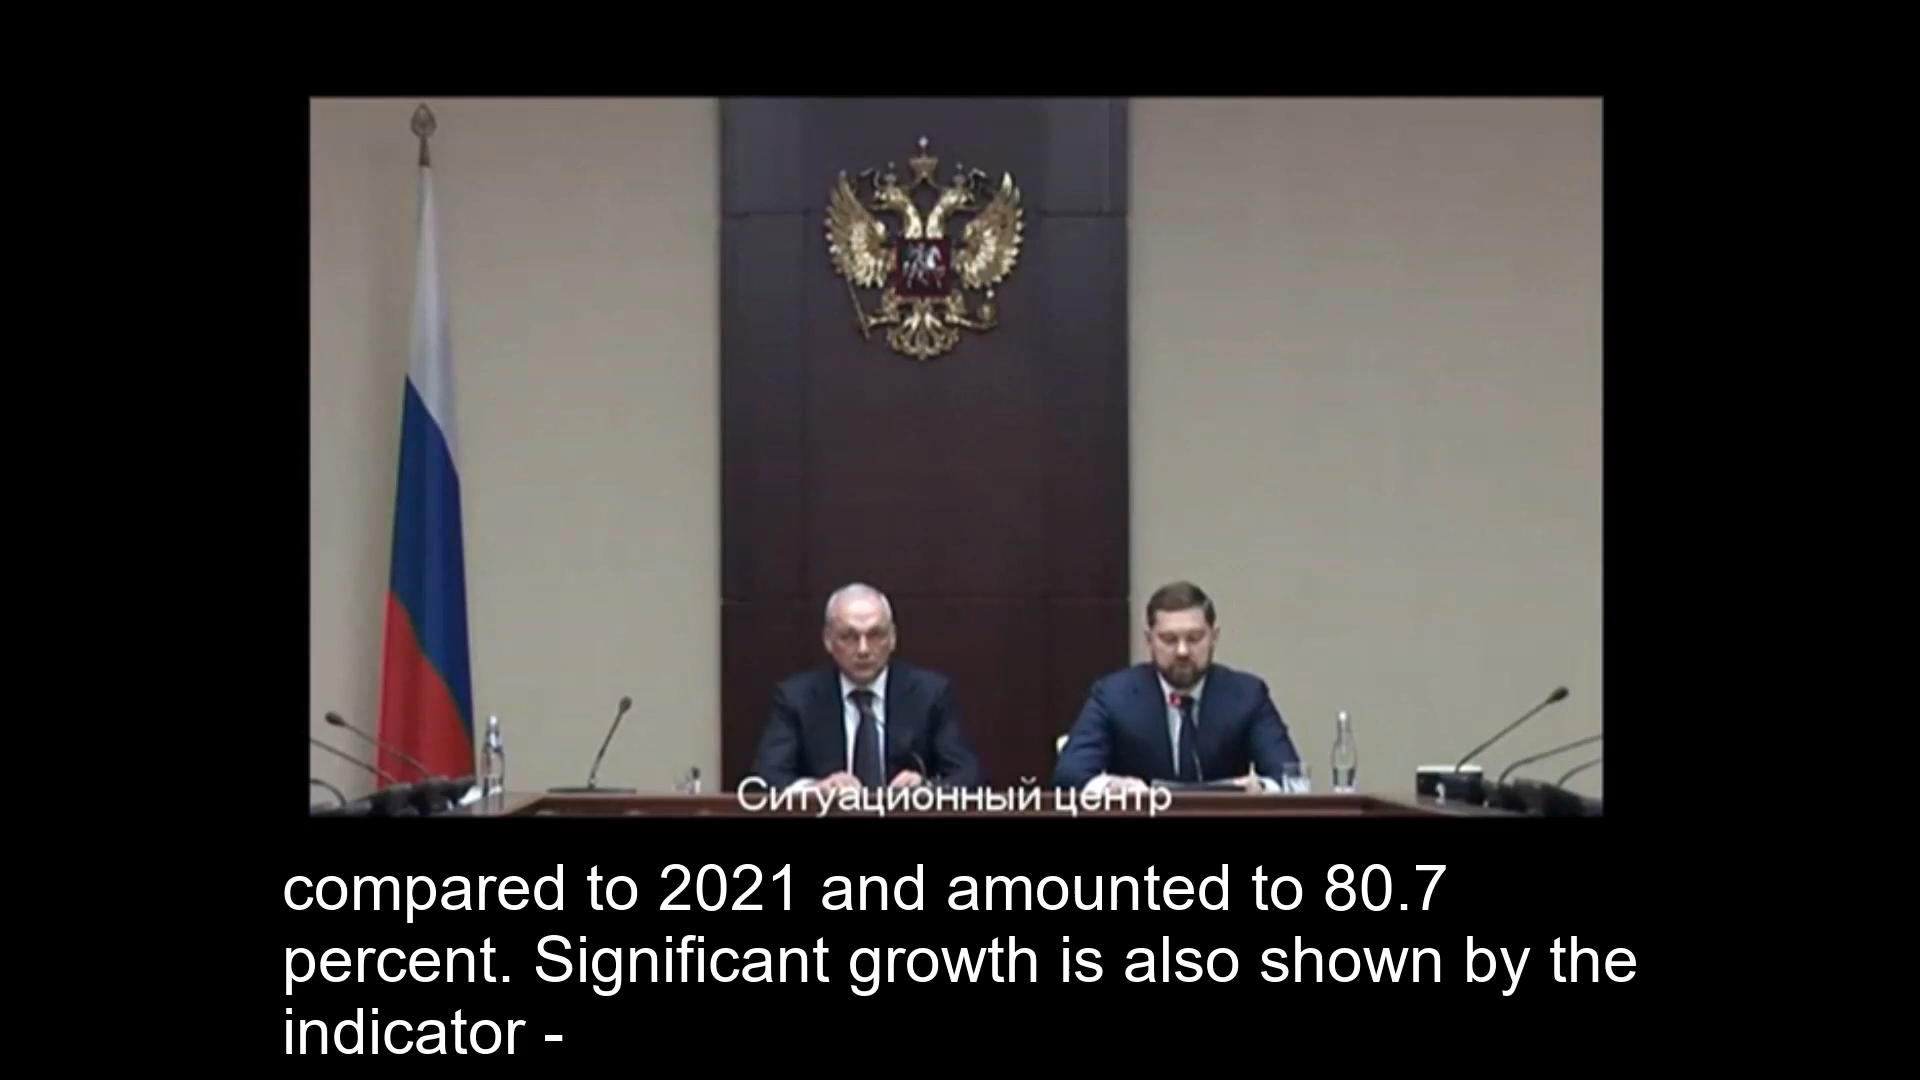 Ситуационный центр
compared to 2021 and amounted to 80.7
percent. Significant growth is also shown by the
indicator -